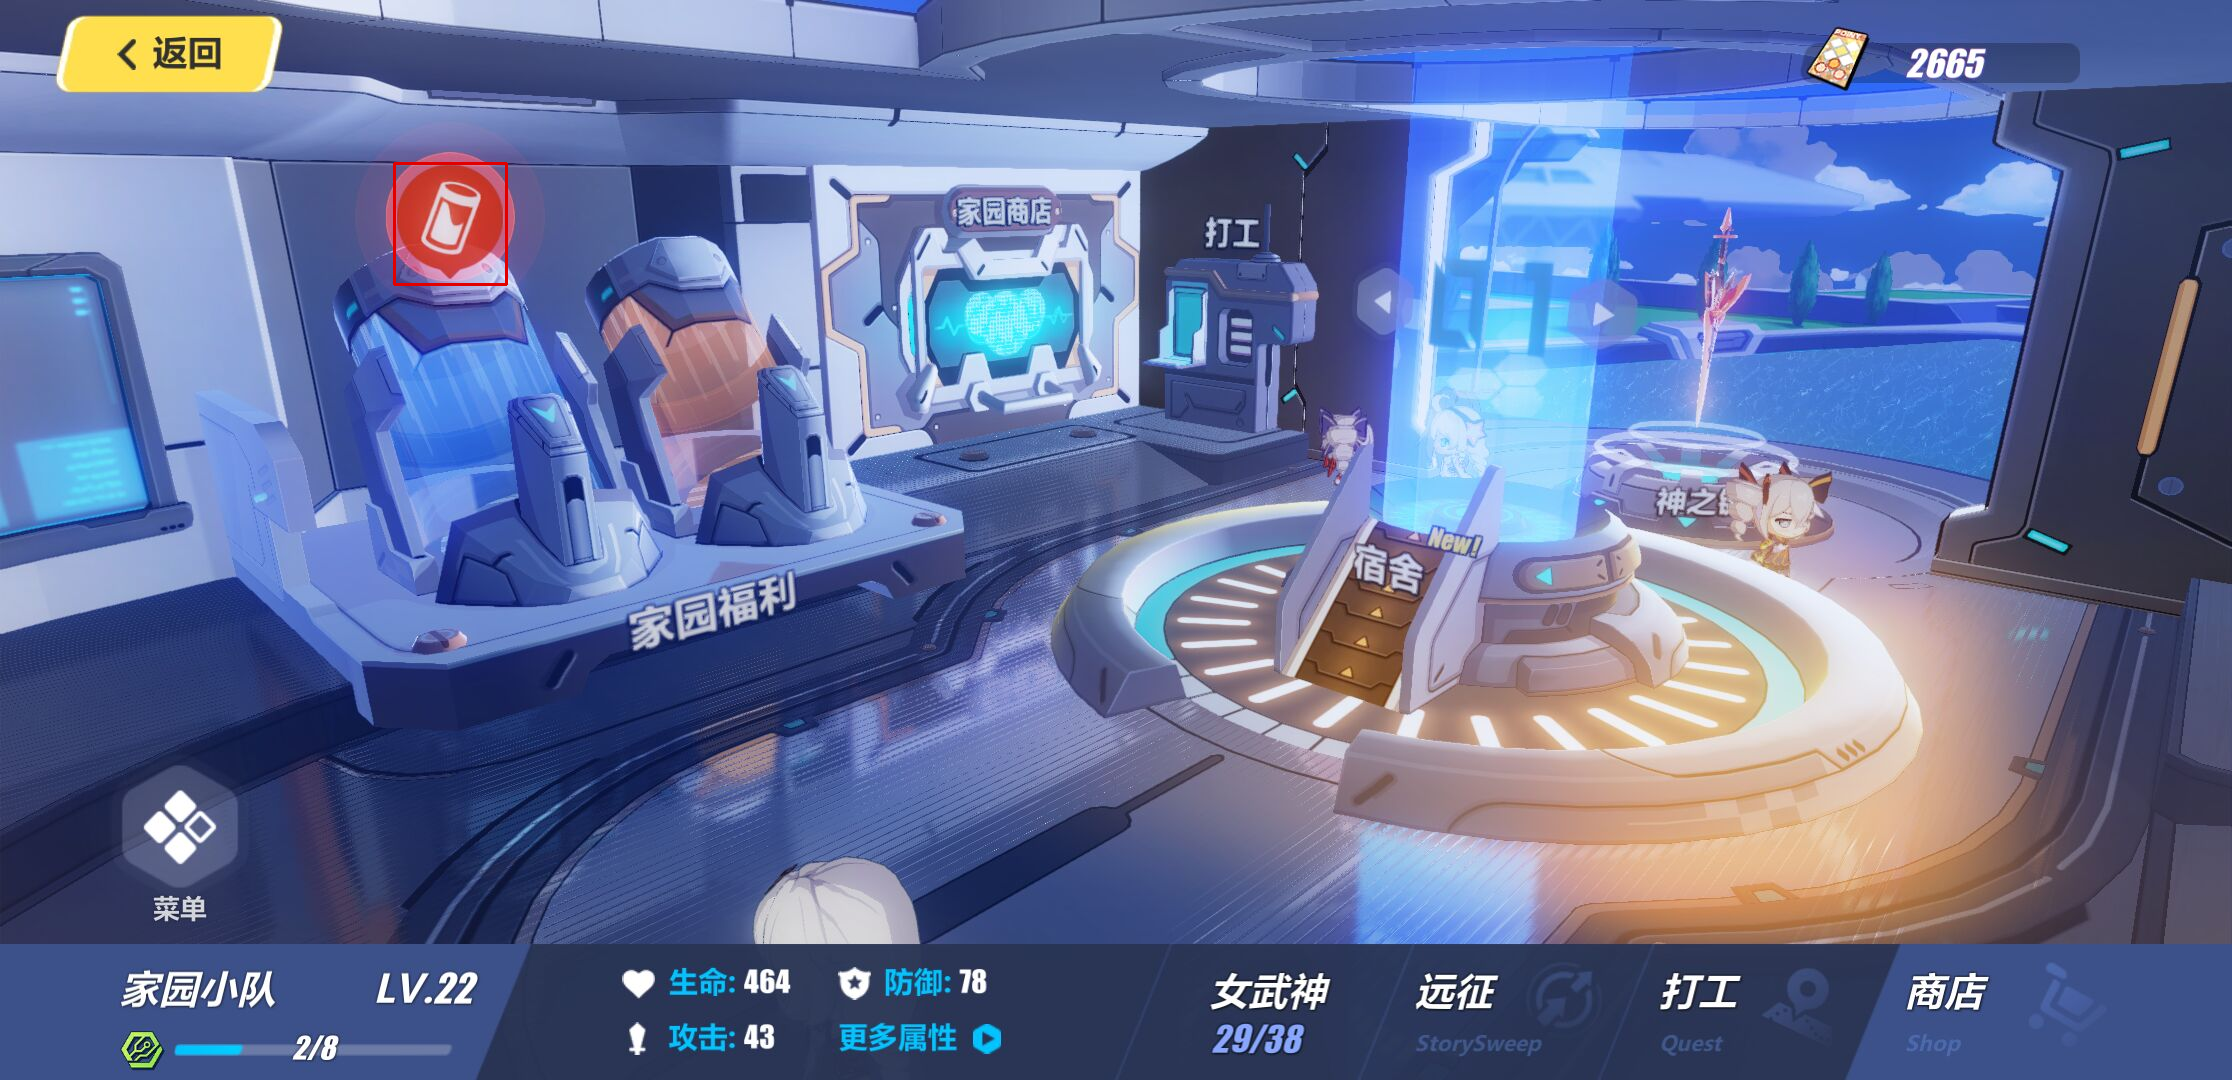 返回
2665
家园商店
打工
神之
New!
宿舍
家园福利
菜单
家园小队 LV.22
2/8
生命: 464
防御: 78
攻击: 43
更多属性
女武神
29/38
远征
StorySweep
打工
Quest
商店
Shop